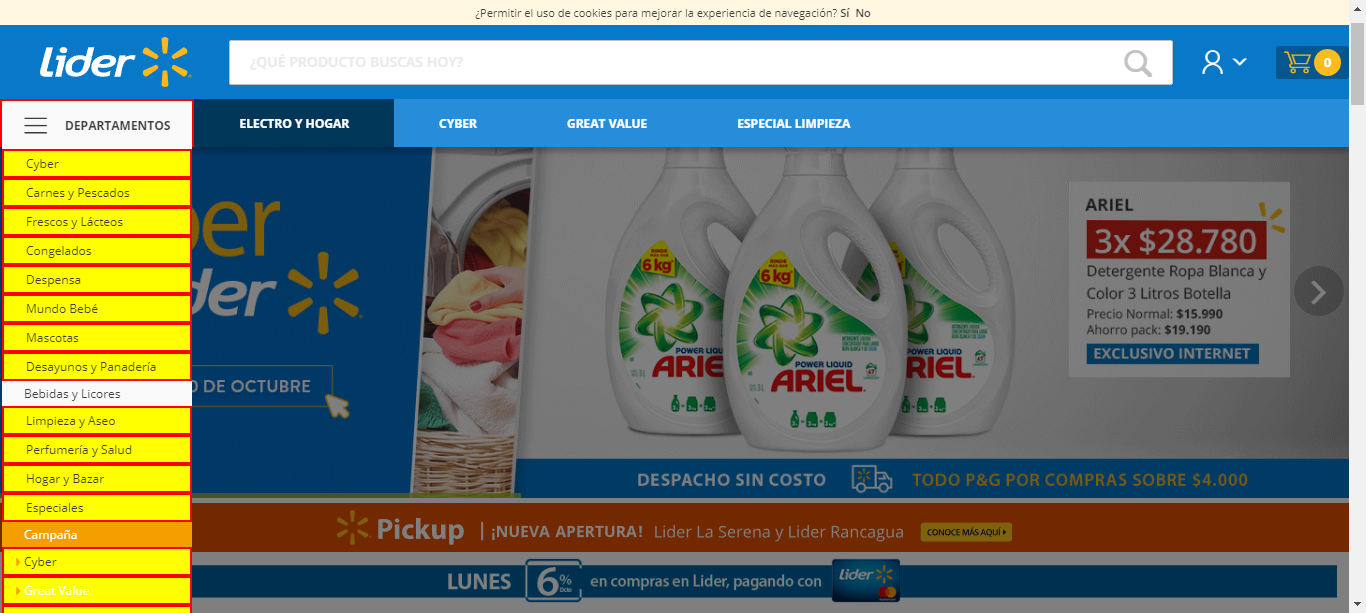 ¿Permitir el uso de cookies para mejorar la experiencia de navegación? Sí No
Lider
¿QUÉ PRODUCTO BUSCAS HOY?
0
DEPARTAMENTOS
ELECTRO Y HOGAR
CYBER
GREAT VALUE
ESPECIAL LIMPIEZA
Cyber
Carnes y Pescados
Frescos y Lácteos
Congelados
Despensa
Mundo Bebé
Mascotas
Desayunos y Panadería
Bebidas y Licores
Limpieza y Aseo
Perfumería y Salud
Hogar y Bazar
Especiales
Campaña
Cyber
Great Value
DE OCTUBRE
6 kg
POWER LIQUID
ARIEL
6 kg
POWER LIQUID
ARIEL
POWER LIQUID
ARIEL
3x $28.780
Detergente Ropa Blanca y
Color 3 Litros Botella
Precio Normal: $15.990
Ahorro pack: $19.190
EXCLUSIVO INTERNET
DESPACHO SIN COSTO
TODO P&G POR COMPRAS SOBRE $4.000
Pickup | ¡NUEVA APERTURA! Lider La Serena y Lider Rancagua
CONOCE MÁS AQUÍ
LUNES 6% Dcto en compras en Lider, pagando con
Lider